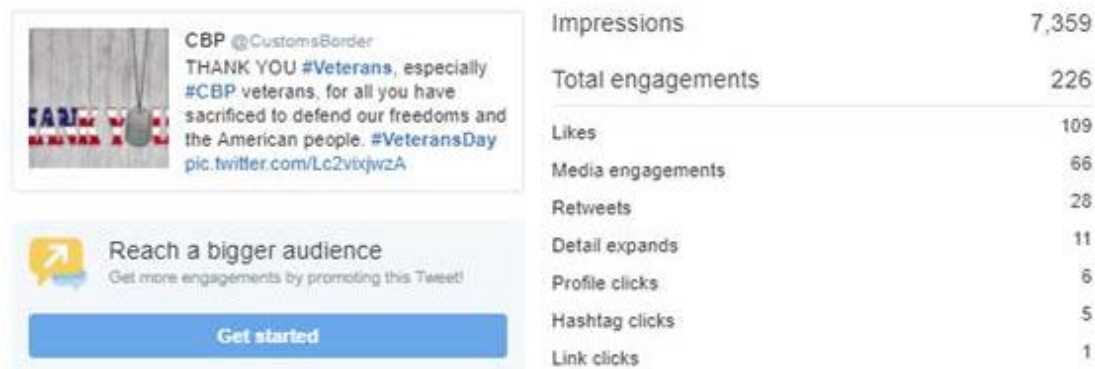 CBP @CustomsBorder
THANK YOU #Veterans, especially
#CBP veterans, for all you have
sacrificed to defend our freedoms and
the American people. #VeteransDay
pic.twitter.com/Lc2vixjwzA
Reach a bigger audience
Get more engagements by promoting this Tweet!
Get started
Impressions 7,359
Total engagements 226
Likes 109
Media engagements 66
Retweets 28
Detail expands 11
Profile clicks 6
Hashtag clicks 5
Link clicks 1